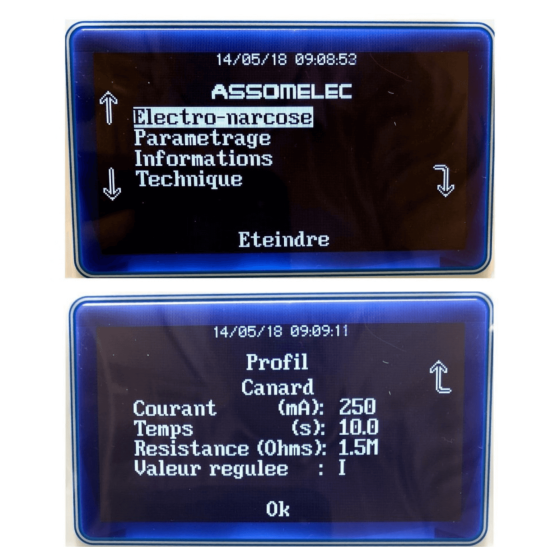 14/05/18 09:08:53
ASSOMELEC
Electro-narcose
Parametrage
Informations
Technique
Eteindre
14/05/18 09:09:11
Profil
Canard
Courant (mA): 250
Temps (s): 10.0
Resistance (Ohms): 1.5M
Valeur regulee : I
Ok